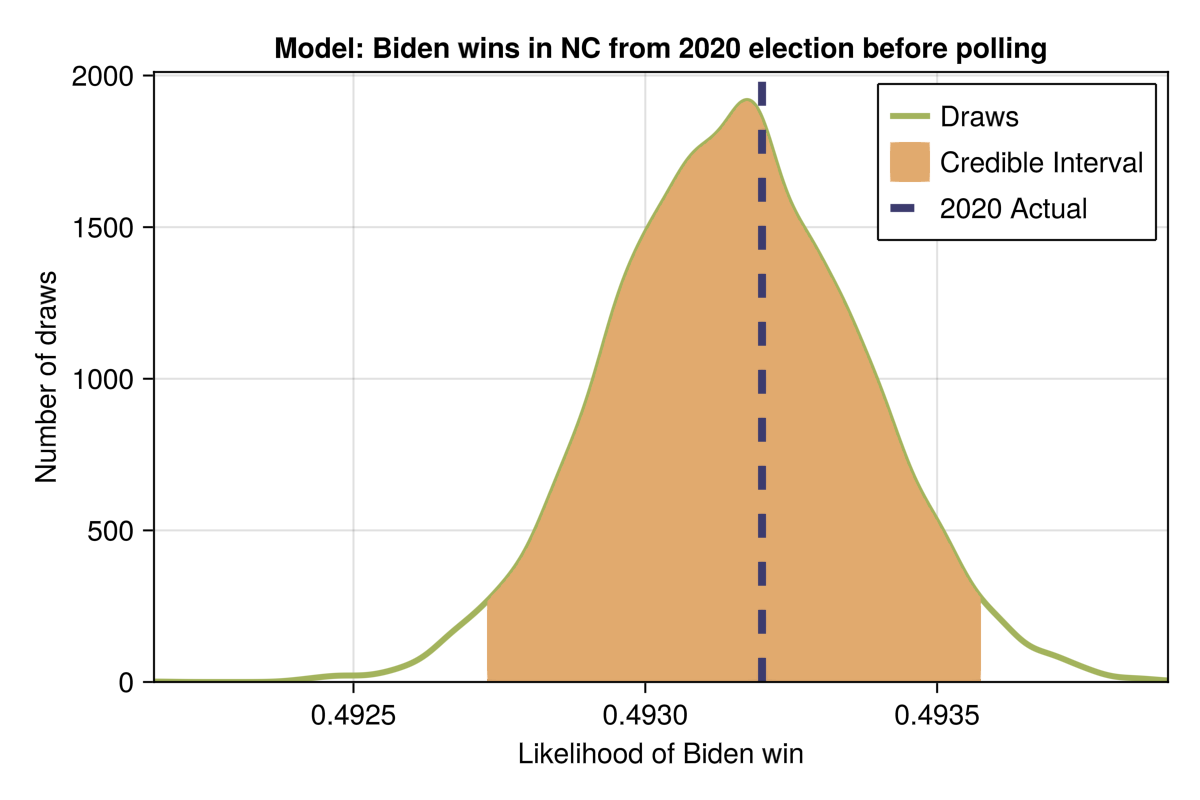 Model: Biden wins in NC from 2020 election before polling
2000
1500
1000
500
0
Number of draws
Draws
Credible Interval
2020 Actual
0.4925
0.4930
0.4935
Likelihood of Biden win